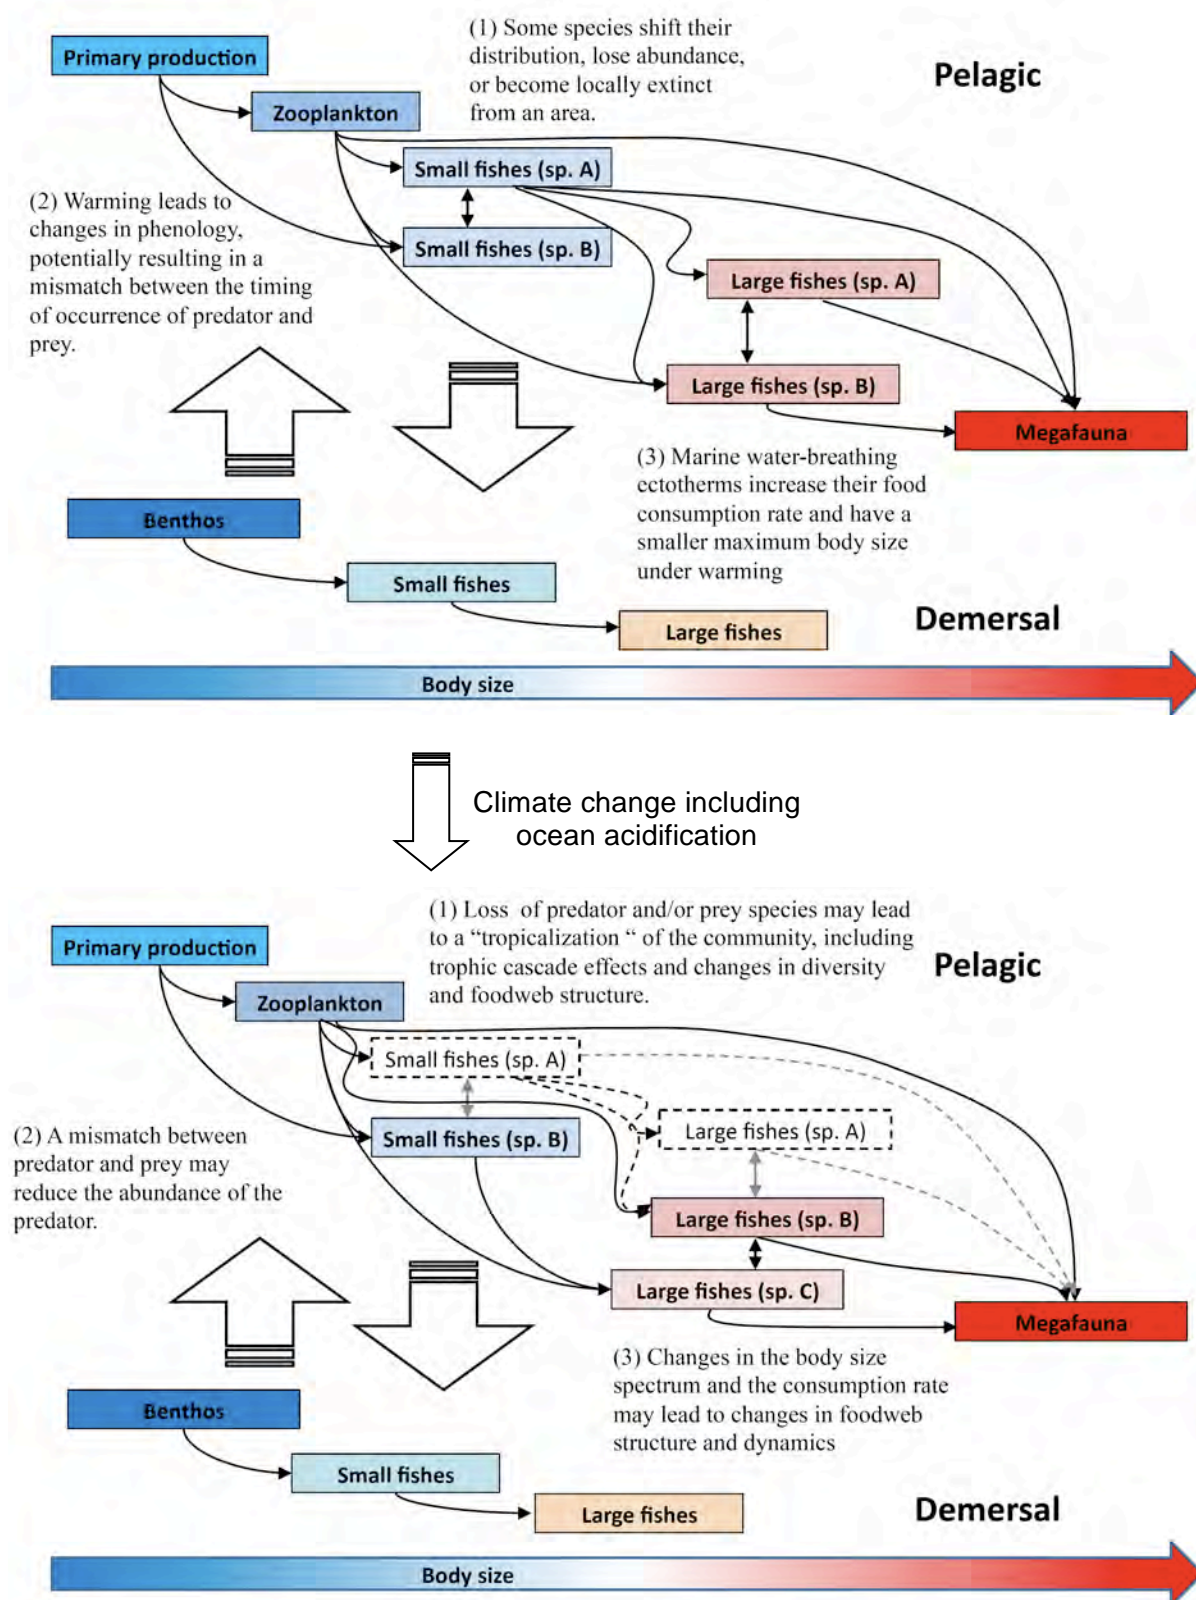 (1) Some species shift their
distribution, lose abundance,
or become locally extinct
from an area.
Primary production
Pelagic
Zooplankton
Small fishes (sp. A)
(2) Warming leads to
changes in phenology,
potentially resulting in a
mismatch between the timing
of occurrence of predator and
prey.
Small fishes (sp. B)
Large fishes (sp. A)
Large fishes (sp. B)
Megafauna
(3) Marine water-breathing
ectotherms increase their food
consumption rate and have a
smaller maximum body size
under warming
Benthos
Small fishes
Large fishes
Demersal
Body size
Climate change including
ocean acidification
(1) Loss of predator and/or prey species may lead
to a “tropicalization “ of the community, including
trophic cascade effects and changes in diversity
and foodweb structure.
Primary production
Pelagic
Zooplankton
Small fishes (sp. A)
(2) A mismatch between
predator and prey may
reduce the abundance of the
predator.
Small fishes (sp. B)
Large fishes (sp. A)
Large fishes (sp. B)
Large fishes (sp. C)
Megafauna
(3) Changes in the body size
spectrum and the consumption rate
may lead to changes in foodweb
structure and dynamics
Benthos
Small fishes
Large fishes
Demersal
Body size